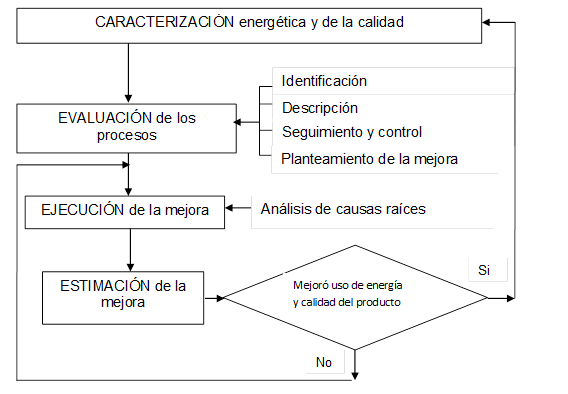 CARACTERIZACIÓN energética y de la calidad
Identificación
Descripción
EVALUACIÓN de los
procesos
Seguimiento y control
Planteamiento de la mejora
EJECUCIÓN de la mejora
Análisis de causas raíces
Si
ESTIMACIÓN de la
mejora
Mejoró uso de energía
y calidad del producto
No